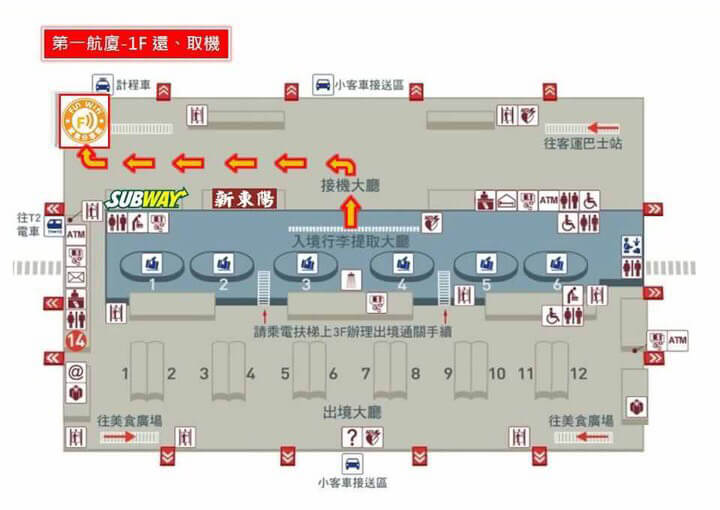 第一航廈-1F 還、取機
計程車
小客車接送區
Fun WiFi
往客運巴士站
接機大廳
SUBWAY
新東陽
ATM
往T2
電車
ATM
入境行李提取大廳
1 2 3 4 5 6
請乘電扶梯上3F辦理出境通關手續
14
ATM
@
1 2 3 4 5 6 7 8 9 10 11 12
出境大廳
往美食廣場
往美食廣場
?
小客車接送區